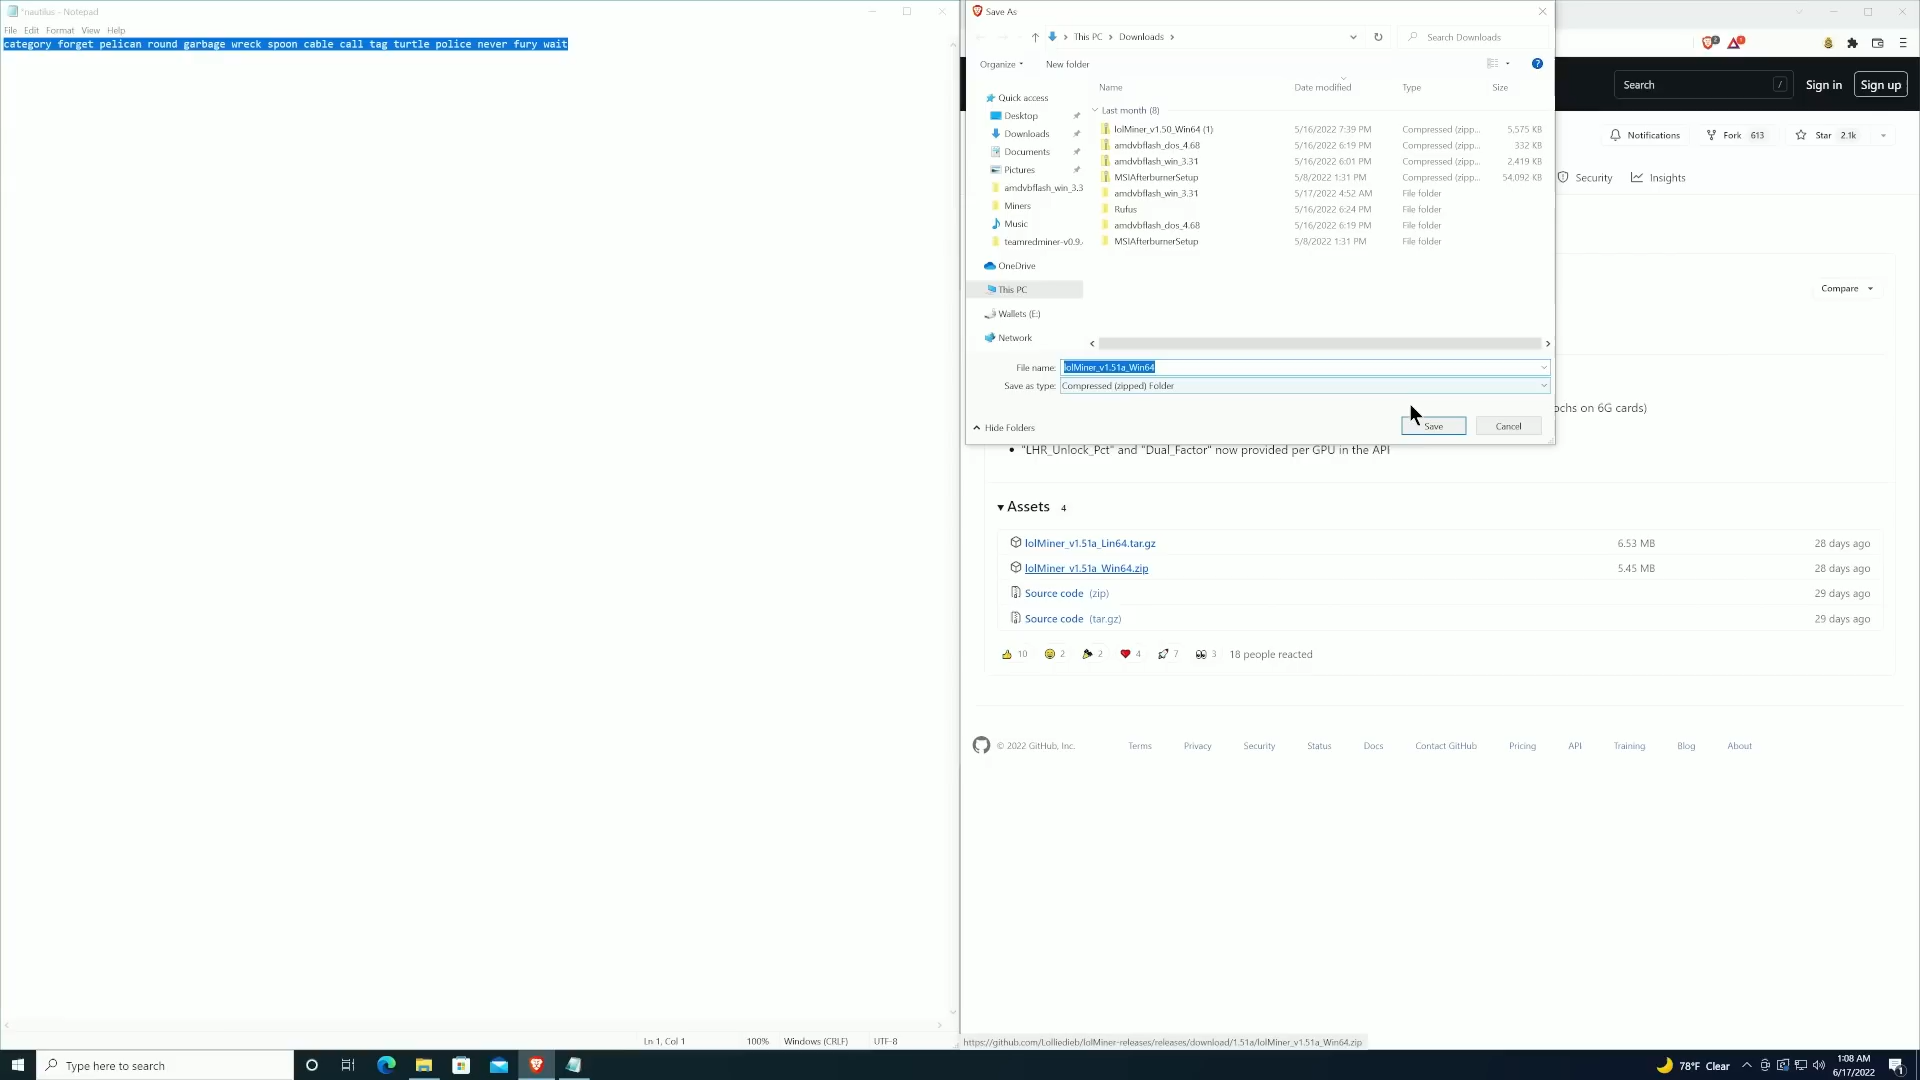 *nautilus - Notepad
File Edit Format View Help
category forget pelican round garbage wreck spoon cable call tag turtle police never fury wait
Ln 1, Col 1 100% Windows (CRLF) UTF-8
Save As
This PC > Downloads >
Search Downloads
Organize New folder
Name Date modified Type Size
Quick access
Desktop
Downloads
Documents
Pictures
amdvbflash_win_3.3
Miners
Music
teamredminer-v0.9.
OneDrive
This PC
Wallets (E:)
Network
Last month (8)
lolMiner_v1.50_Win64 (1) 5/16/2022 7:39 PM Compressed (zipp... 5,575 KB
amdvbflash_dos_4.68 5/16/2022 6:19 PM Compressed (zipp... 332 KB
amdvbflash_win_3.31 5/16/2022 6:01 PM Compressed (zipp... 2,419 KB
MSIAfterburnerSetup 5/8/2022 1:31 PM Compressed (zipp... 54,092 KB
amdvbflash_win_3.31 5/17/2022 4:52 AM File folder
Rufus 5/16/2022 6:24 PM File folder
amdvbflash_dos_4.68 5/16/2022 6:19 PM File folder
MSIAfterburnerSetup 5/8/2022 1:31 PM File folder
File name: lolMiner_v1.51a_Win64
Save as type: Compressed (zipped) Folder
Hide Folders Save Cancel
2 1
Search / Sign in Sign up
Notifications Fork 613 Star 2.1k
Security Insights
Compare
ochs on 6G cards)
• "LHR_Unlock_Pct" and "Dual_Factor" now provided per GPU in the API
Assets 4
lolMiner_v1.51a_Lin64.tar.gz 6.53 MB 28 days ago
lolMiner_v1.51a_Win64.zip 5.45 MB 28 days ago
Source code (zip) 29 days ago
Source code (tar.gz) 29 days ago
10 2 2 4 7 3 18 people reacted
© 2022 GitHub, Inc. Terms Privacy Security Status Docs Contact GitHub Pricing API Training Blog About
https://github.com/Lolliedieb/lolMiner-releases/releases/download/1.51a/lolMiner_v1.51a_Win64.zip
Type here to search
78°F Clear
1:08 AM
6/17/2022
1